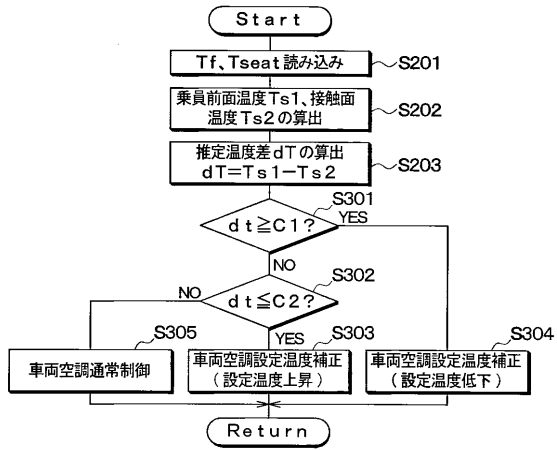 Start
Tf、Tseat読み込み
S201
乗員前面温度Ts1、接触面
温度Ts2の算出
S202
推定温度差dTの算出
dT=Ts1-Ts2
S203
S301
dt≧C1?
YES
NO
S302
dt≦C2?
NO
YES
S305
車両空調通常制御
S303
車両空調設定温度補正
(設定温度上昇)
S304
車両空調設定温度補正
(設定温度低下)
Return